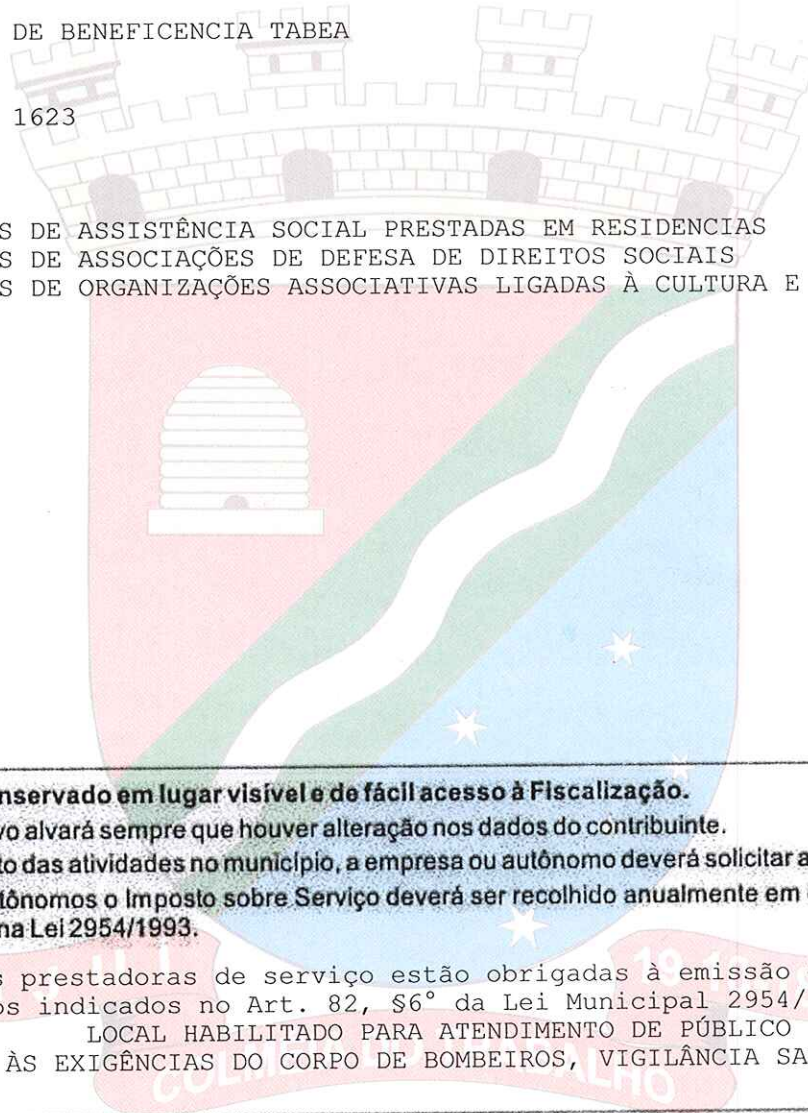 DE BENEFICENCIA TABEA
1623
S DE ASSISTÊNCIA SOCIAL PRESTADAS EM RESIDENCIAS
S DE ASSOCIAÇÕES DE DEFESA DE DIREITOS SOCIAIS
S DE ORGANIZAÇÕES ASSOCIATIVAS LIGADAS À CULTURA E
nservado em lugar visível e de fácil acesso à Fiscalização.
vo alvará sempre que houver alteração nos dados do contribuinte.
to das atividades no município, a empresa ou autônomo deverá solicitar a
tônomos o Imposto sobre Serviço deverá ser recolhido anualmente em
na Lei 2954/1993.
s prestadoras de serviço estão obrigadas à emissão
os indicados no Art. 82, §6° da Lei Municipal 2954/
LOCAL HABILITADO PARA ATENDIMENTO DE PÚBLICO
ÀS EXIGÊNCIAS DO CORPO DE BOMBEIROS, VIGILÂNCIA SA